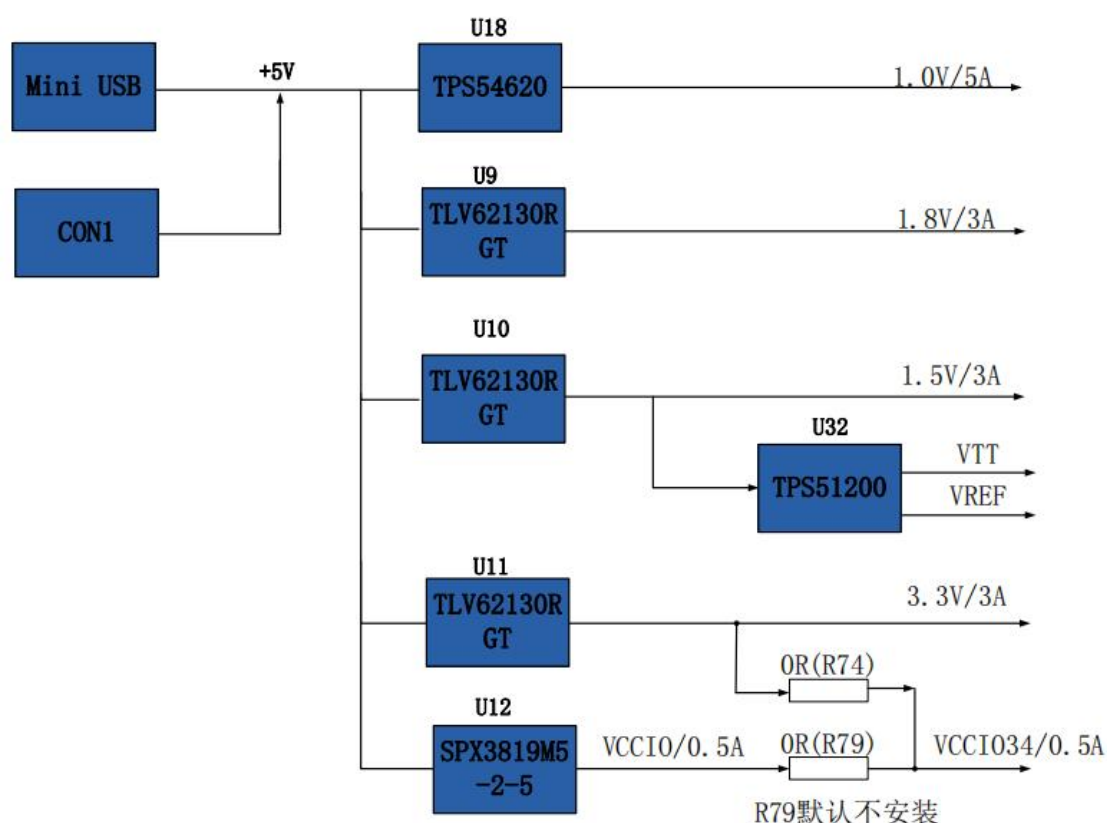 U18
Mini USB
+5V
TPS54620
1.0V/5A
U9
CON1
TLV62130R
GT
1.8V/3A
U10
TLV62130R
GT
1.5V/3A
U32
TPS51200
VTT
VREF
U11
TLV62130R
GT
3.3V/3A
0R(R74)
U12
SPX3819M5
-2-5
VCCIO/0.5A
0R(R79)
VCCIO34/0.5A
R79默认不安装